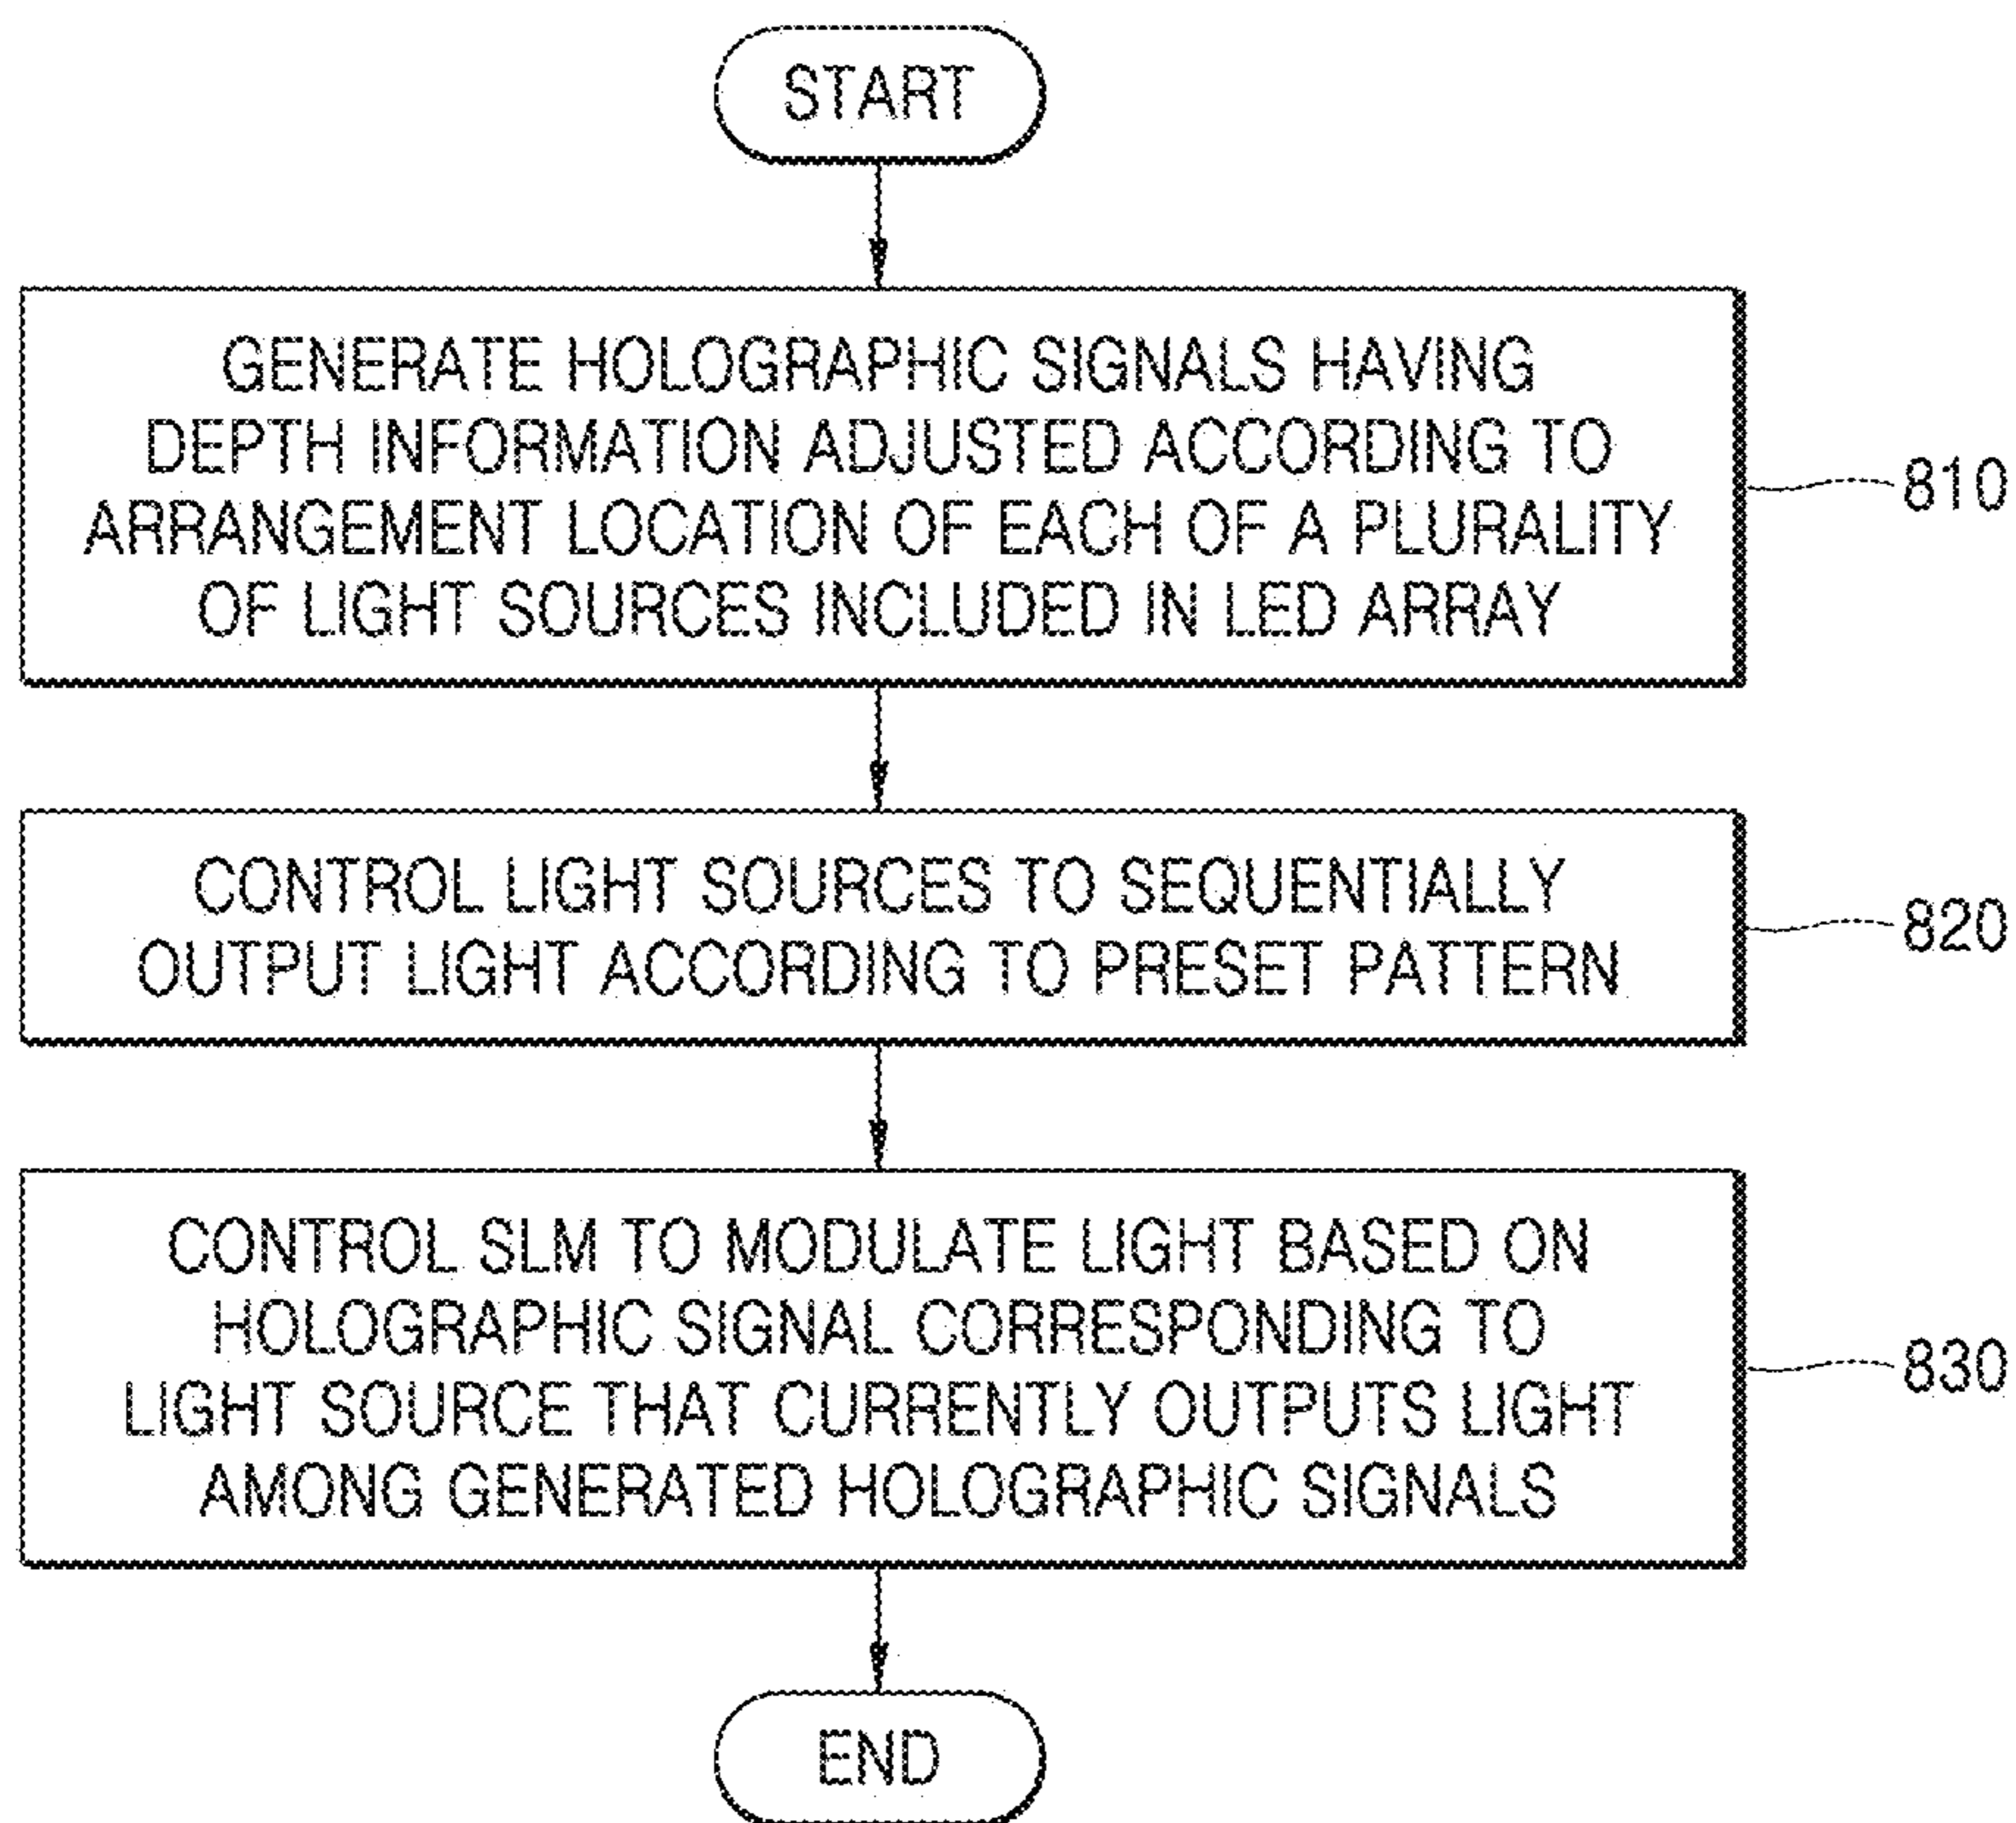 START
GENERATE HOLOGRAPHIC SIGNALS HAVING
DEPTH INFORMATION ADJUSTED ACCORDING TO
ARRANGEMENT LOCATION OF EACH OF A PLURALITY
OF LIGHT SOURCES INCLUDED IN LED ARRAY
810
CONTROL LIGHT SOURCES TO SEQUENTIALLY
OUTPUT LIGHT ACCORDING TO PRESET PATTERN
820
CONTROL SLM TO MODULATE LIGHT BASED ON
HOLOGRAPHIC SIGNAL CORRESPONDING TO
LIGHT SOURCE THAT CURRENTLY OUTPUTS LIGHT
AMONG GENERATED HOLOGRAPHIC SIGNALS
830
END